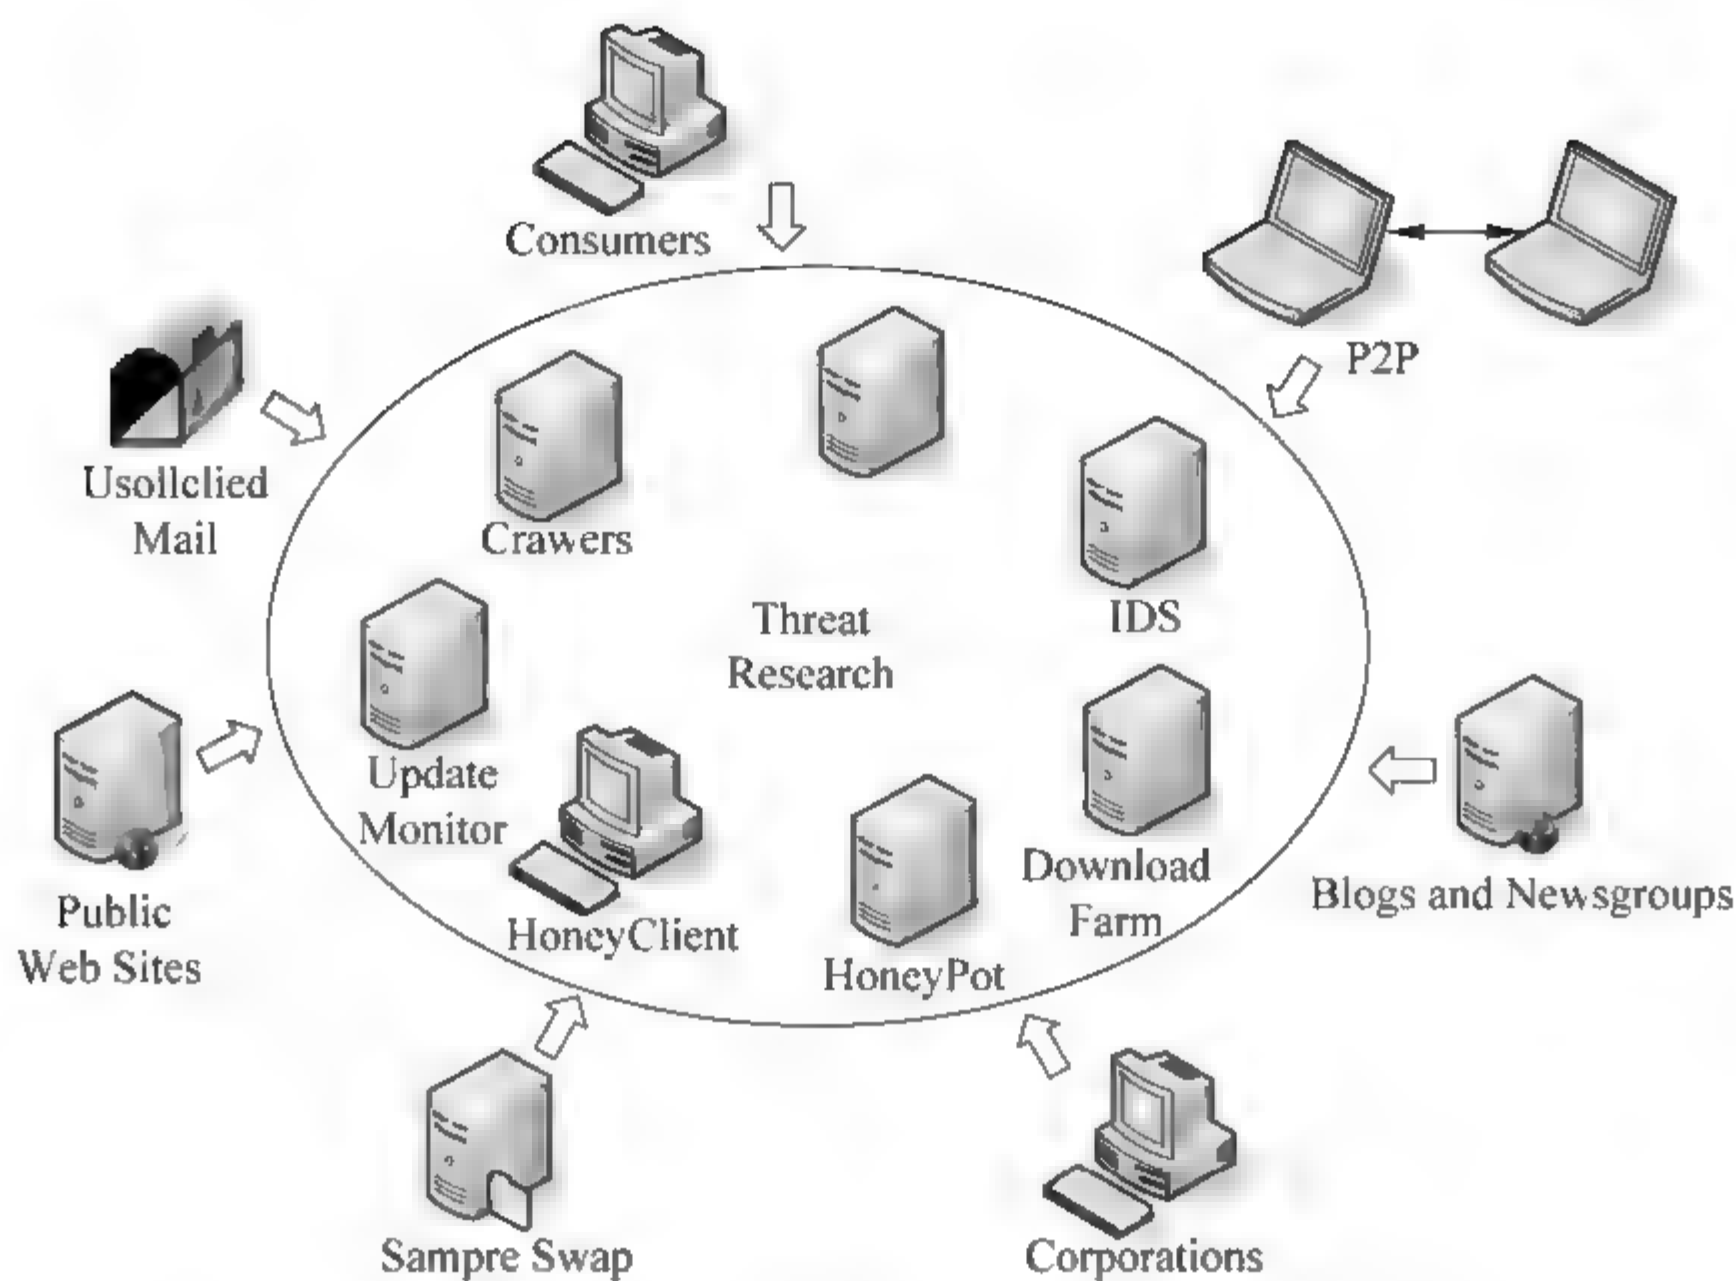 Consumers
P2P
Usollclied
Mail
Crawers
IDS
Threat
Research
Update
Monitor
HoneyClient
HoneyPot
Download
Farm
Public
Web Sites
Blogs and Newsgroups
Sampre Swap
Corporations